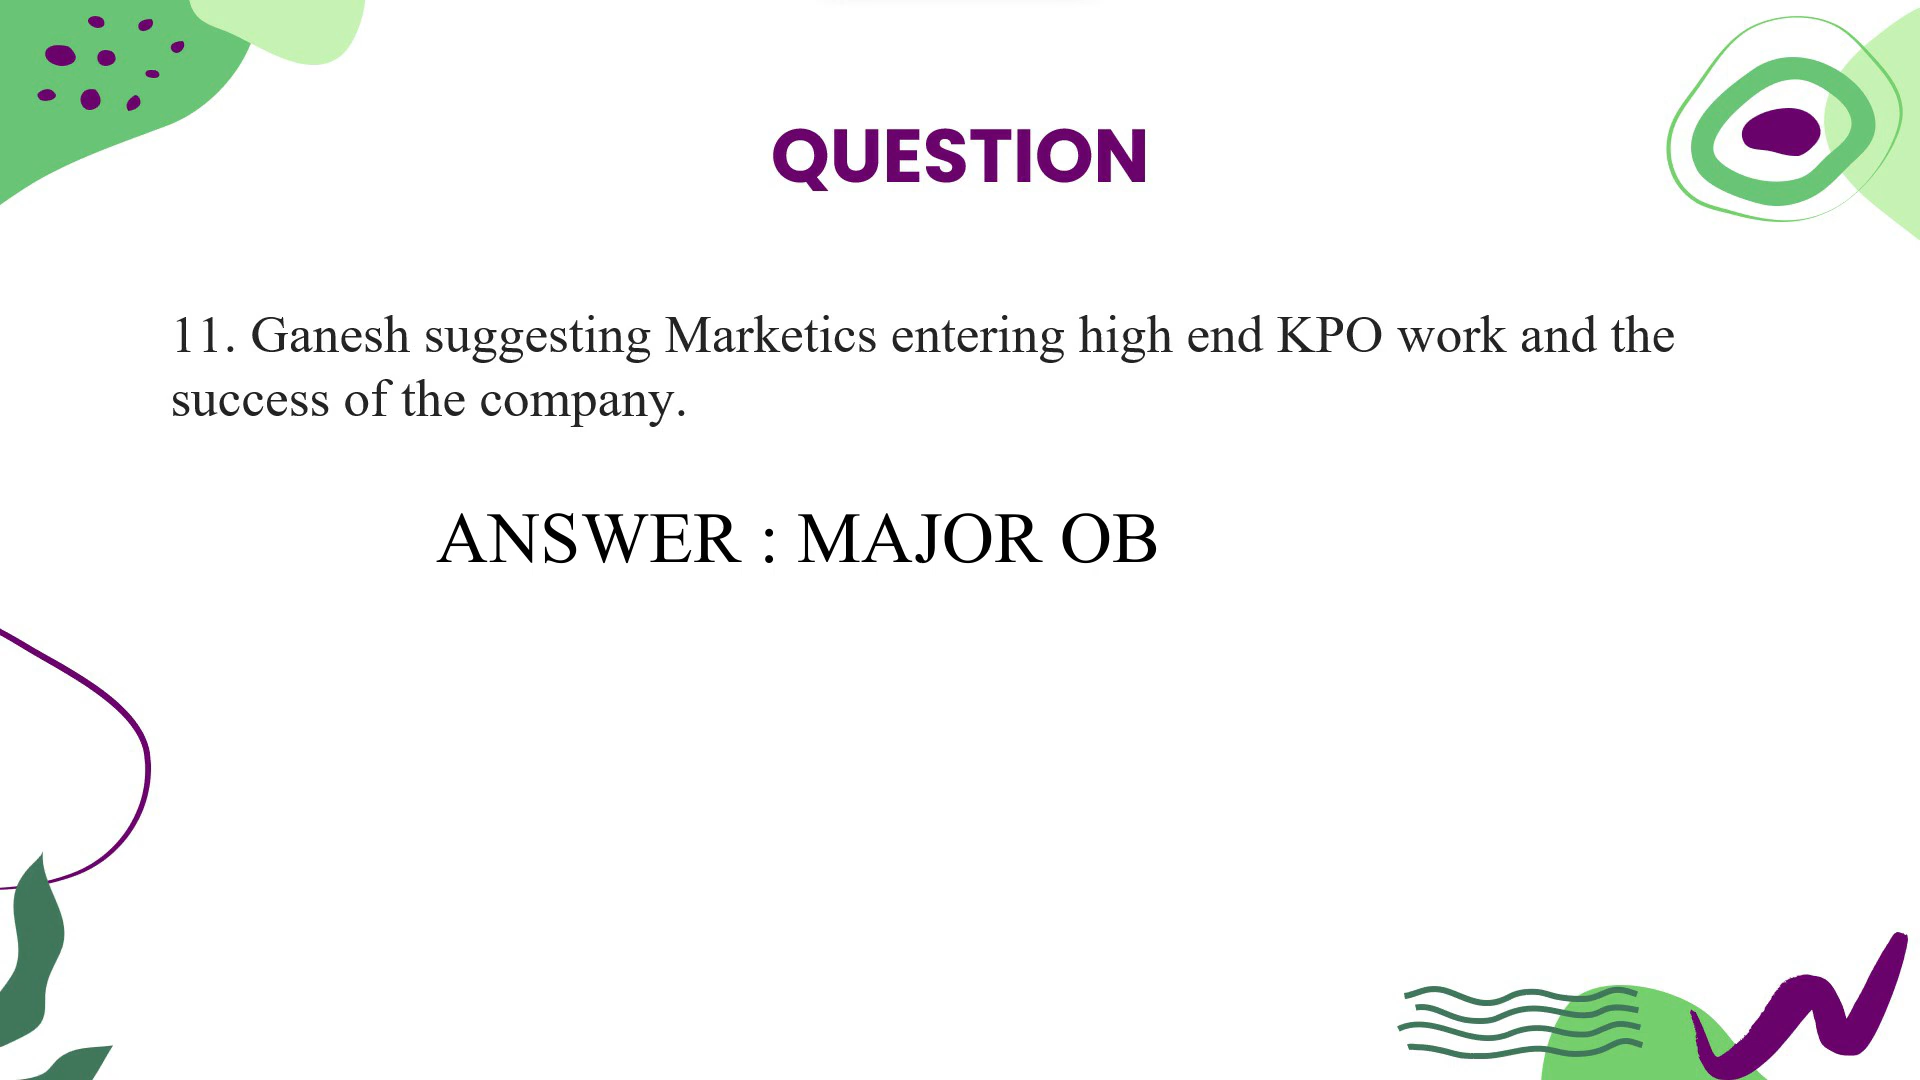 QUESTION
11. Ganesh suggesting Marketics entering high end KPO work and the
success of the company.
ANSWER : MAJOR OB